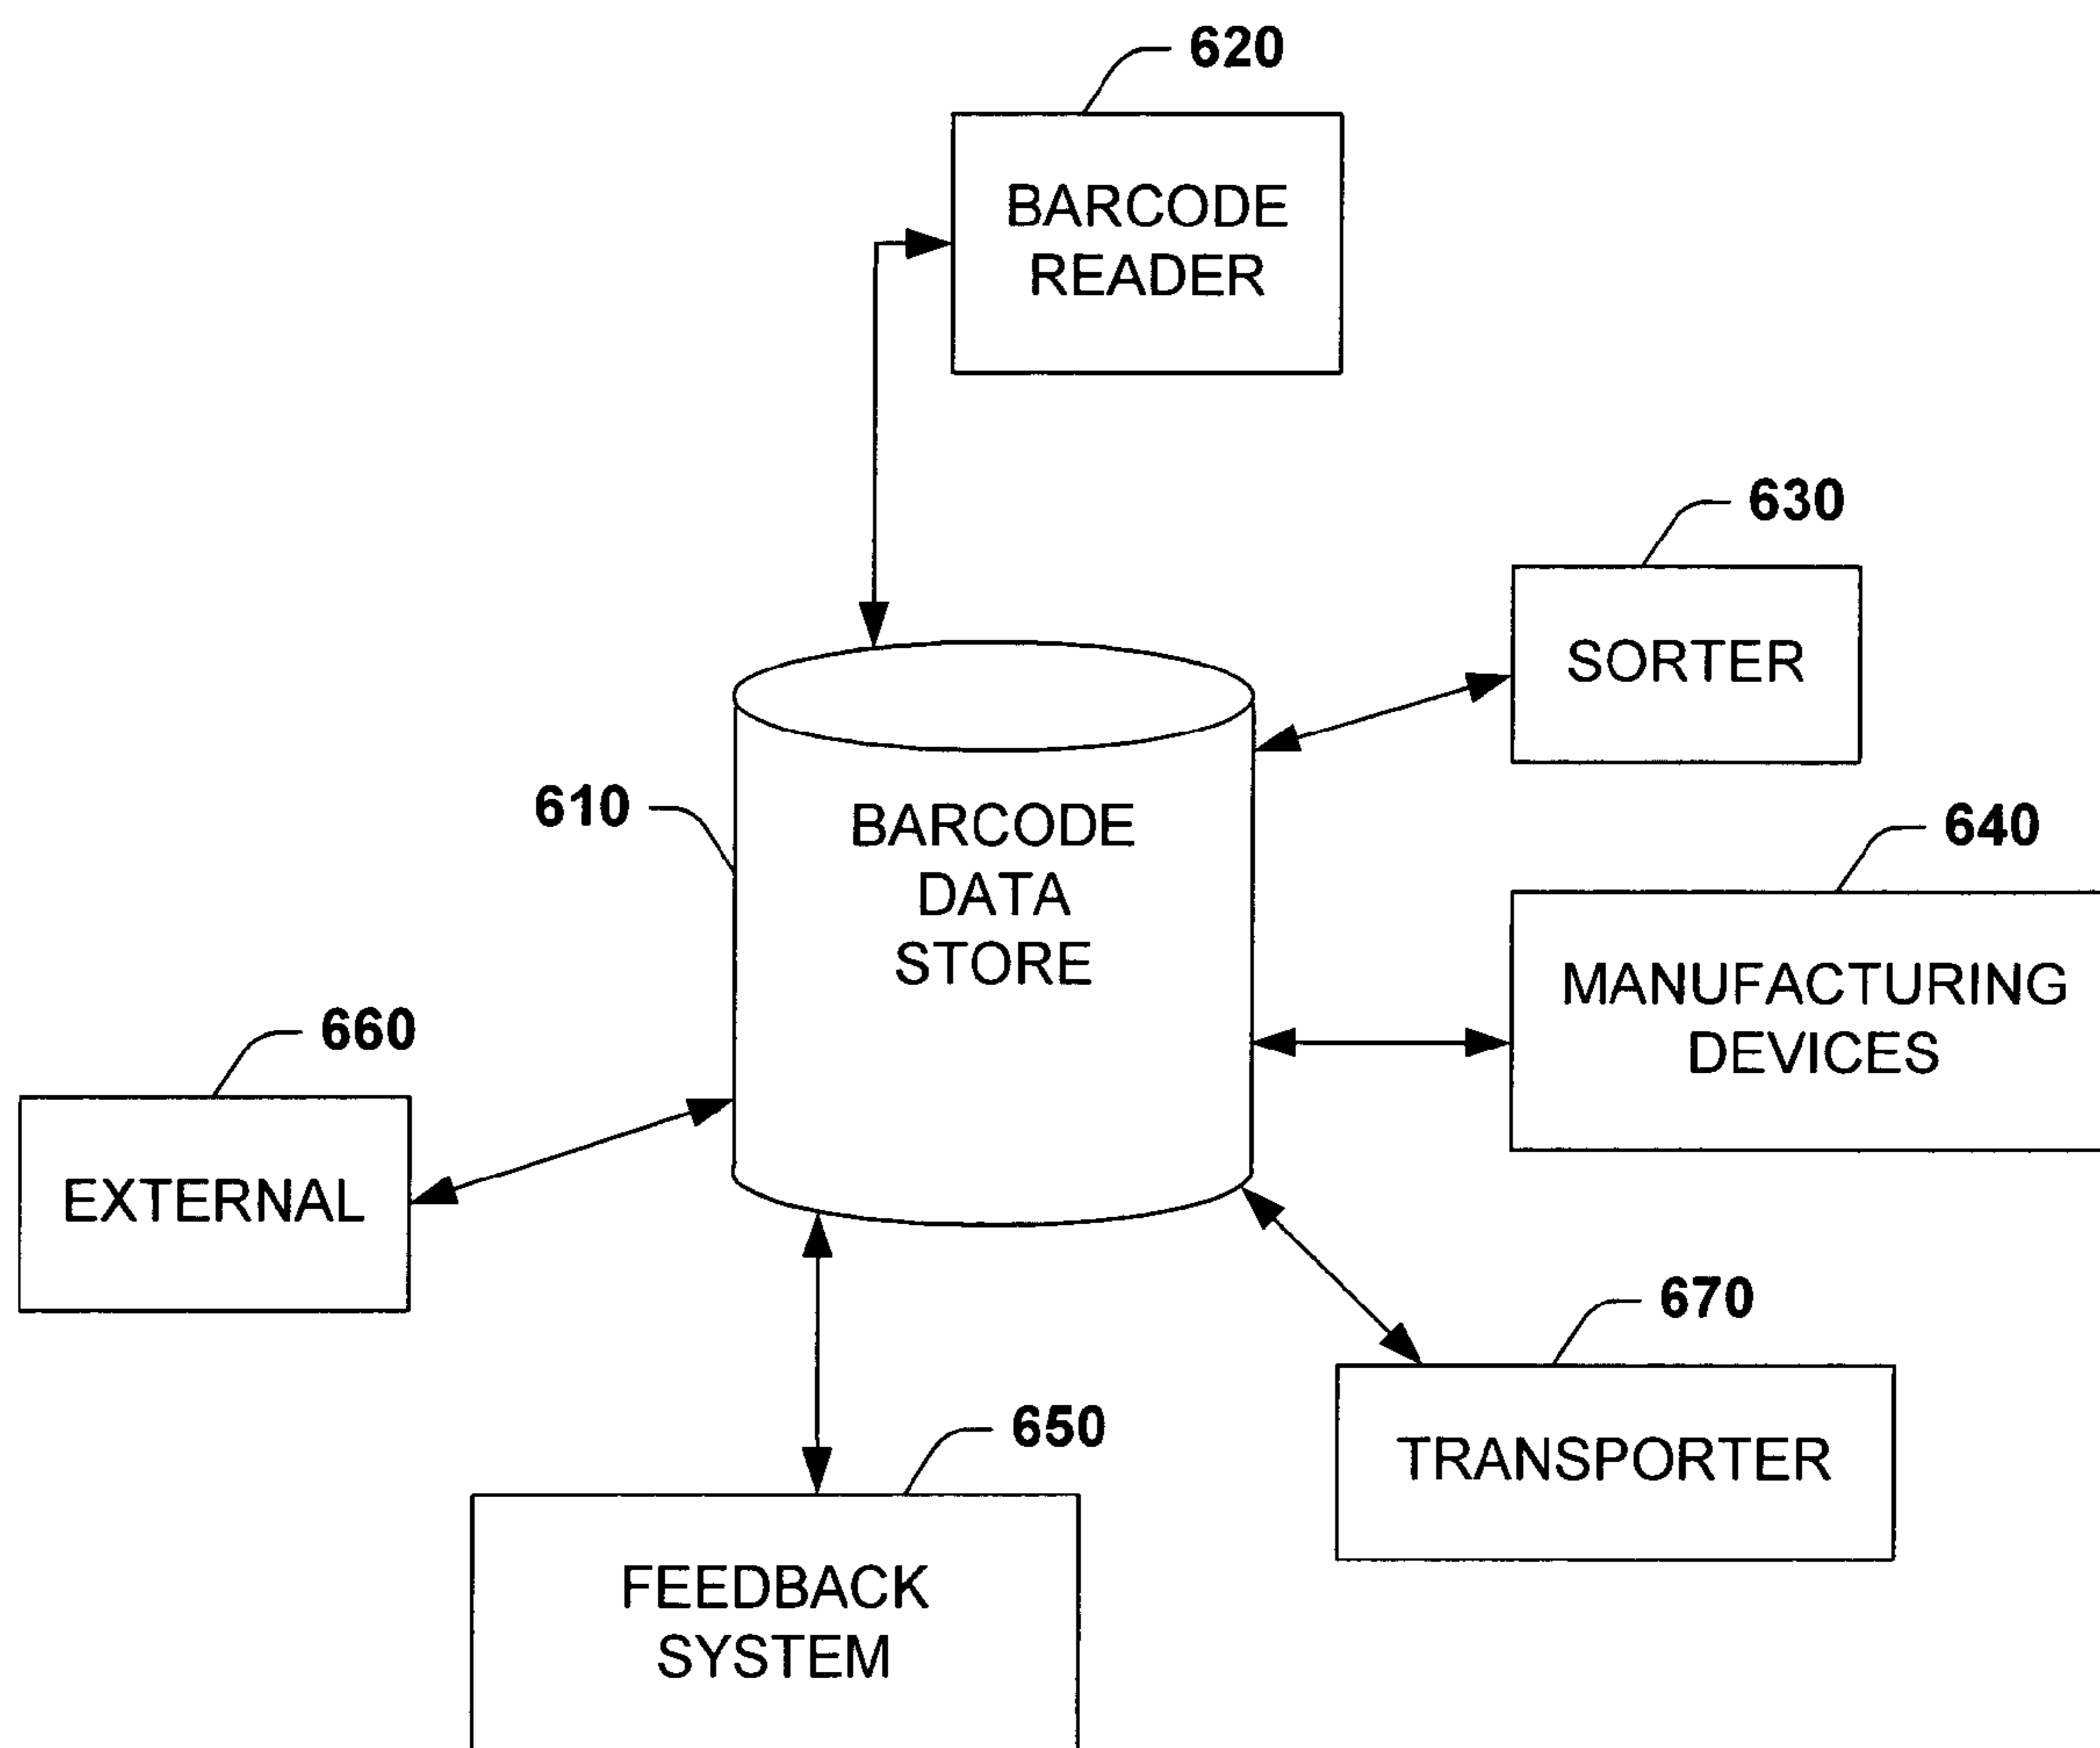 620
BARCODE
READER
630
SORTER
610
BARCODE
DATA
STORE
640
MANUFACTURING
DEVICES
660
EXTERNAL
670
TRANSPORTER
650
FEEDBACK
SYSTEM